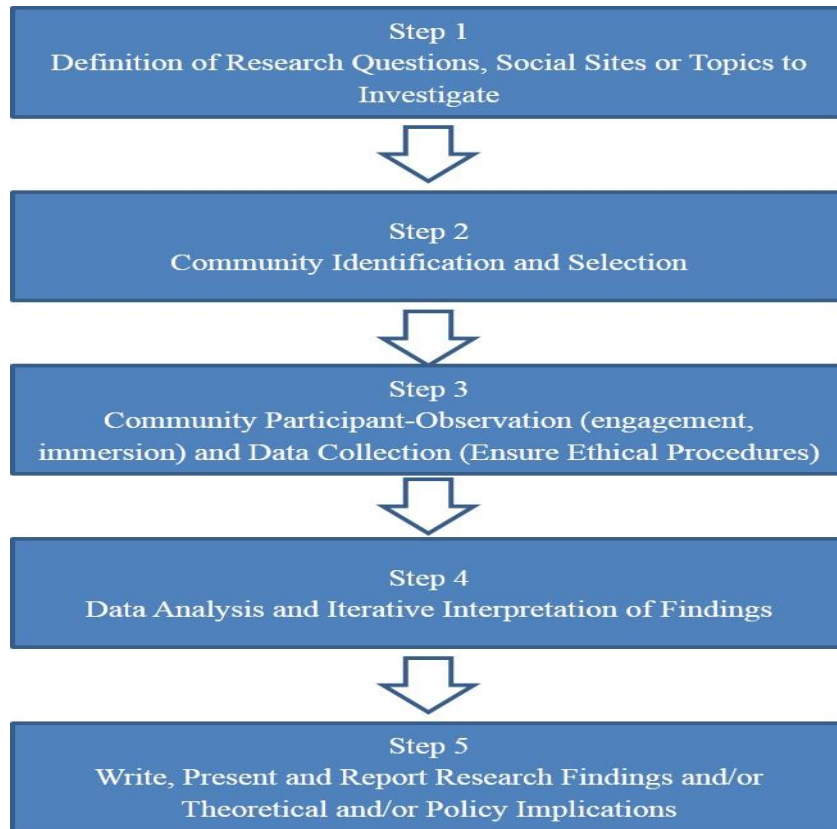 Step 1
Definition of Research Questions, Social Sites or Topics to
Investigate
Step 2
Community Identification and Selection
Step 3
Community Participant-Observation (engagement,
immersion) and Data Collection (Ensure Ethical Procedures)
Step 4
Data Analysis and Iterative Interpretation of Findings
Step 5
Write, Present and Report Research Findings and/or
Theoretical and/or Policy Implications